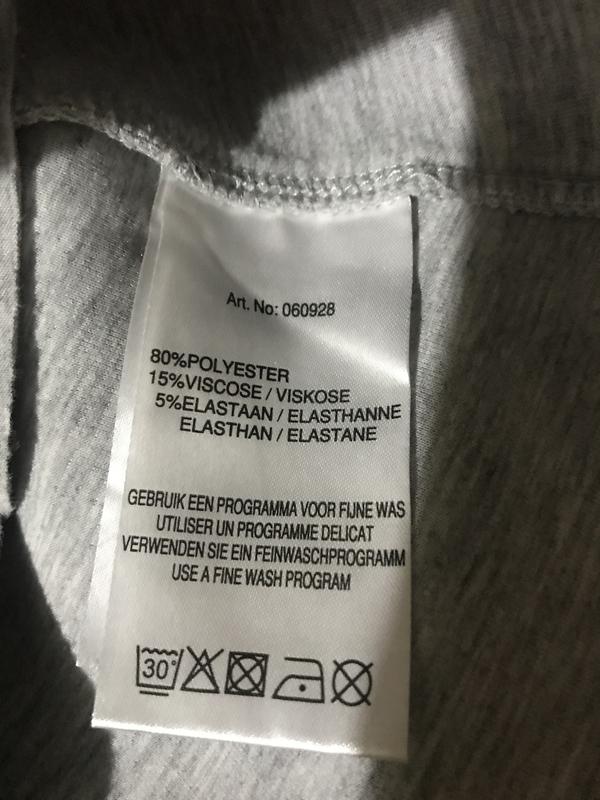 Art. No: 060928
80%POLYESTER
15%VISCOSE / VISKOSE
5%ELASTAAN / ELASTHANNE
ELASTHAN / ELASTANE
GEBRUIK EEN PROGRAMMA VOOR FIJNE WAS
UTILISER UN PROGRAMME DELICAT
VERWENDEN SIE EIN FEINWASCHPROGRAMM
USE A FINE WASH PROGRAM
30°